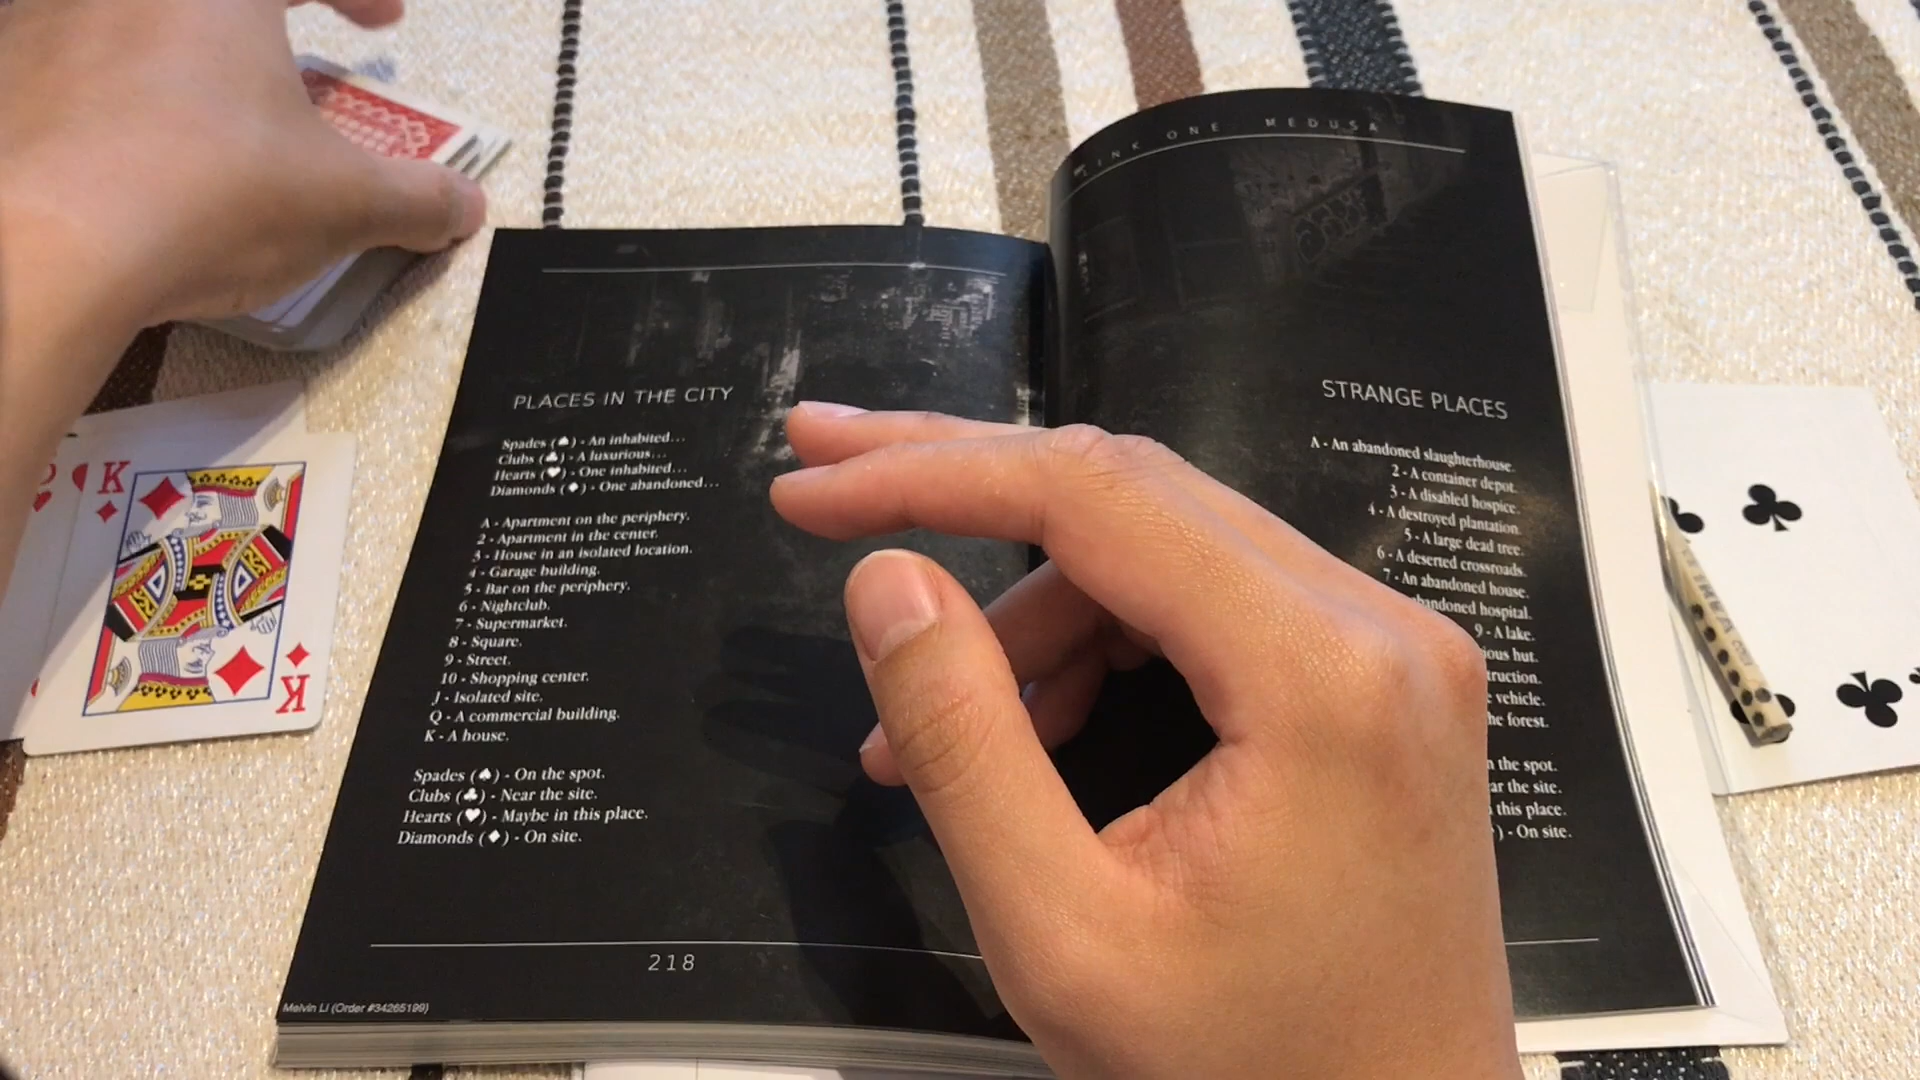 INK ONE MEDUSA
PLACES IN THE CITY
Spades (♠) - An inhabited...
Clubs (♣) - A luxurious...
Hearts (♥) - One inhabited...
Diamonds (♦) - One abandoned...
A - Apartment on the periphery.
2 - Apartment in the center.
3 - House in an isolated location.
4 - Garage building.
5 - Bar on the periphery.
6 - Nightclub.
7 - Supermarket.
8 - Square.
9 - Street.
10 - Shopping center.
J - Isolated site.
Q - A commercial building.
K - A house.
Spades (♠) - On the spot.
Clubs (♣) - Near the site.
Hearts (♥) - Maybe in this place.
Diamonds (♦) - On site.
218
Melvin Li (Order #34265199)
STRANGE PLACES
A - An abandoned slaughterhouse.
2 - A container depot.
3 - A disabled hospice.
4 - A destroyed plantation.
5 - A large dead tree.
6 - A deserted crossroads.
7 - An abandoned house.
abandoned hospital.
9 - A lake.
hut.
vehicle.
the forest.
the spot.
the site.
this place.
) - On site.
K
K